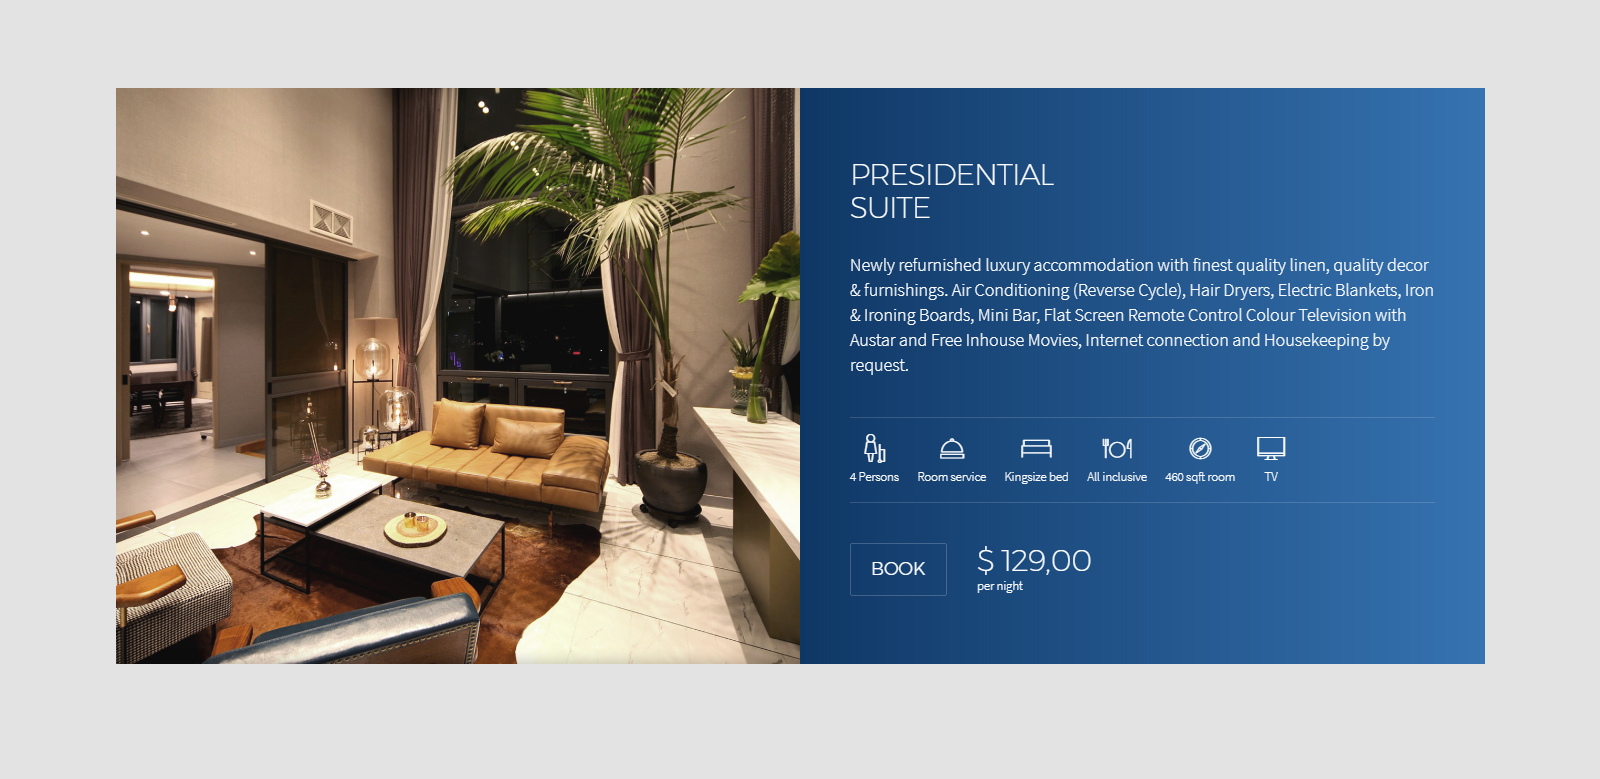 PRESIDENTIAL
SUITE
Newly refurnished luxury accommodation with finest quality linen, quality decor
& furnishings. Air Conditioning (Reverse Cycle), Hair Dryers, Electric Blankets, Iron
& Ironing Boards, Mini Bar, Flat Screen Remote Control Colour Television with
Austar and Free Inhouse Movies, Internet connection and Housekeeping by
request.
4 Persons Room service Kingsize bed All inclusive 460 sqft room TV
BOOK $ 129,00
per night